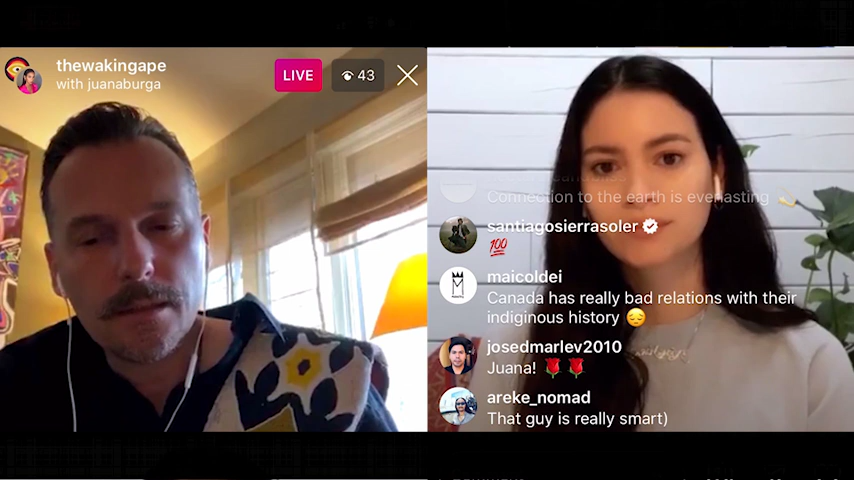 thewakingape
with juanaburga
LIVE
43
Connection to the earth is everlasting
santiagosierrasoler
💯
maicoldei
Canada has really bad relations with their
indiginous history 😔
josedmarlev2010
Juana! 🌹🌹
areke_nomad
That guy is really smart)